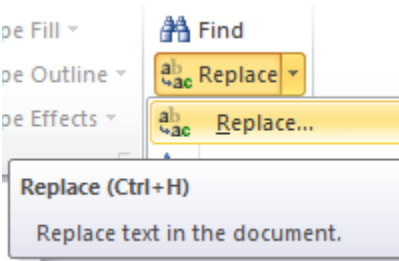 pe Fill
Find
pe Outline
Replace
pe Effects
Replace...
Replace (Ctrl+H)
Replace text in the document.